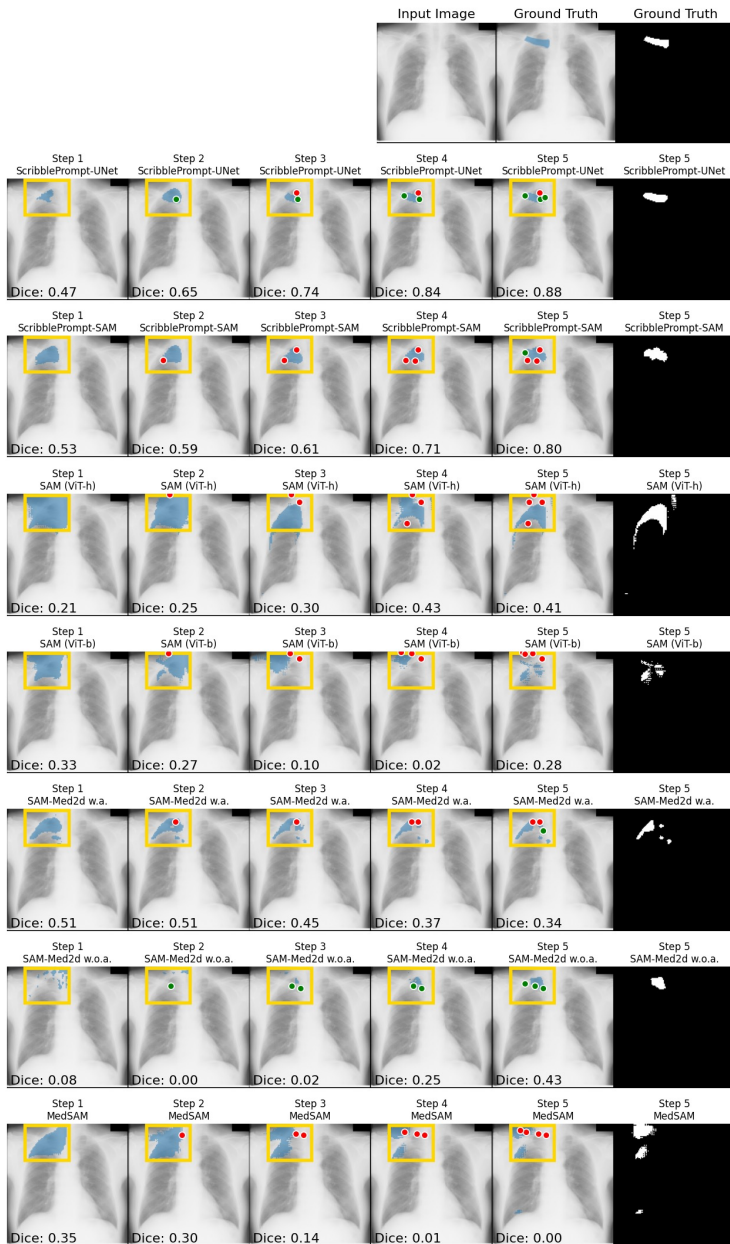 Input Image Ground Truth Ground Truth
Step 1 Step 2 Step 3 Step 4 Step 5 Step 5
ScribblePrompt-UNet ScribblePrompt-UNet ScribblePrompt-UNet ScribblePrompt-UNet ScribblePrompt-UNet ScribblePrompt-UNet
Dice: 0.47 Dice: 0.65 Dice: 0.74 Dice: 0.84 Dice: 0.88
Step 1 Step 2 Step 3 Step 4 Step 5 Step 5
ScribblePrompt-SAM ScribblePrompt-SAM ScribblePrompt-SAM ScribblePrompt-SAM ScribblePrompt-SAM ScribblePrompt-SAM
Dice: 0.53 Dice: 0.59 Dice: 0.61 Dice: 0.71 Dice: 0.80
Step 1 Step 2 Step 3 Step 4 Step 5 Step 5
SAM (ViT-h) SAM (ViT-h) SAM (ViT-h) SAM (ViT-h) SAM (ViT-h) SAM (ViT-h)
Dice: 0.21 Dice: 0.25 Dice: 0.30 Dice: 0.43 Dice: 0.41
Step 1 Step 2 Step 3 Step 4 Step 5 Step 5
SAM (ViT-b) SAM (ViT-b) SAM (ViT-b) SAM (ViT-b) SAM (ViT-b) SAM (ViT-b)
Dice: 0.33 Dice: 0.27 Dice: 0.10 Dice: 0.02 Dice: 0.28
Step 1 Step 2 Step 3 Step 4 Step 5 Step 5
SAM-Med2d w.a. SAM-Med2d w.a. SAM-Med2d w.a. SAM-Med2d w.a. SAM-Med2d w.a. SAM-Med2d w.a.
Dice: 0.51 Dice: 0.51 Dice: 0.45 Dice: 0.37 Dice: 0.34
Step 1 Step 2 Step 3 Step 4 Step 5 Step 5
SAM-Med2d w.o.a. SAM-Med2d w.o.a. SAM-Med2d w.o.a. SAM-Med2d w.o.a. SAM-Med2d w.o.a. SAM-Med2d w.o.a.
Dice: 0.08 Dice: 0.00 Dice: 0.02 Dice: 0.25 Dice: 0.43
Step 1 Step 2 Step 3 Step 4 Step 5 Step 5
MedSAM MedSAM MedSAM MedSAM MedSAM MedSAM
Dice: 0.35 Dice: 0.30 Dice: 0.14 Dice: 0.01 Dice: 0.00